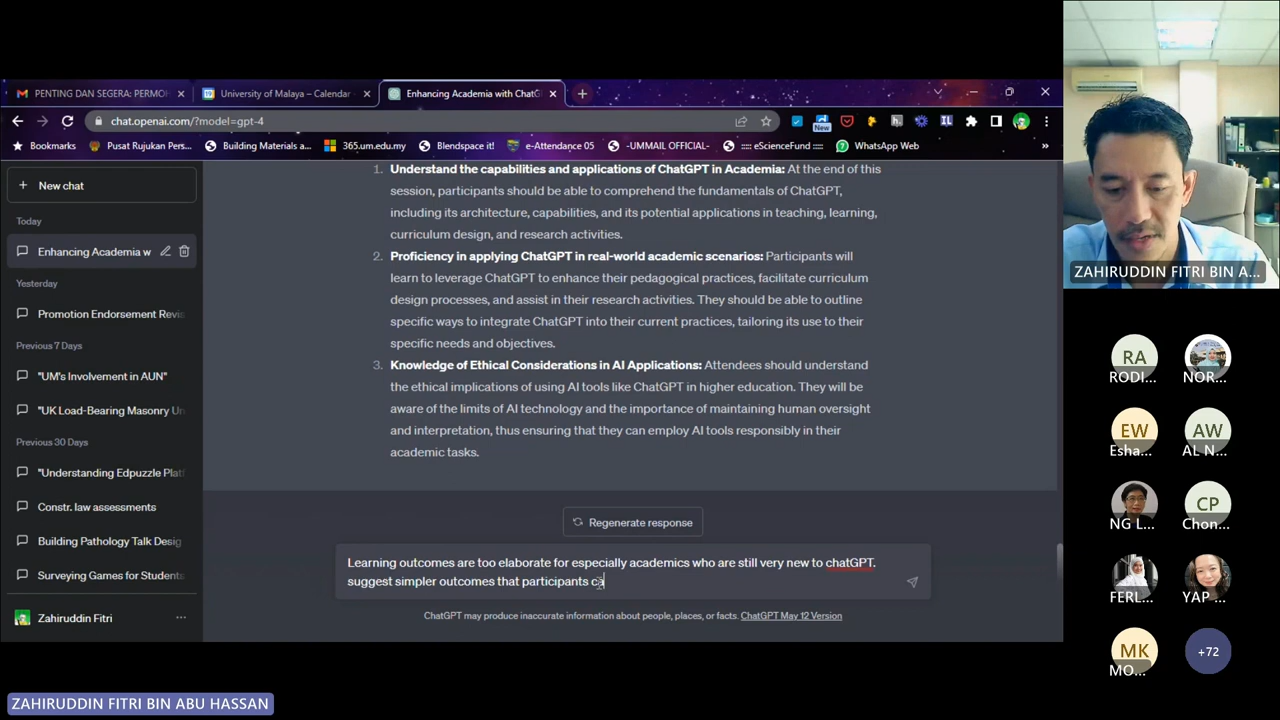 PENTING DAN SEGERA: PERMOH
University of Malaya – Calendar
Enhancing Academia with ChatG
chat.openai.com/?model=gpt-4
New
Bookmarks
Pusat Rujukan Pers...
Building Materials a...
365.um.edu.my
Blendspace it!
e-Attendance 05
-UMMAIL OFFICIAL-
:::: eScienceFund ::::
WhatsApp Web
New chat
Today
Enhancing Academia w
Yesterday
Promotion Endorsement Revis
Previous 7 Days
"UM's Involvement in AUN"
"UK Load-Bearing Masonry Un
Previous 30 Days
"Understanding Edpuzzle Platf
Constr. law assessments
Building Pathology Talk Desig
Surveying Games for Students
Zahiruddin Fitri
1. Understand the capabilities and applications of ChatGPT in Academia: At the end of this
session, participants should be able to comprehend the fundamentals of ChatGPT,
including its architecture, capabilities, and its potential applications in teaching, learning,
curriculum design, and research activities.
2. Proficiency in applying ChatGPT in real-world academic scenarios: Participants will
learn to leverage ChatGPT to enhance their pedagogical practices, facilitate curriculum
design processes, and assist in their research activities. They should be able to outline
specific ways to integrate ChatGPT into their current practices, tailoring its use to their
specific needs and objectives.
3. Knowledge of Ethical Considerations in AI Applications: Attendees should understand
the ethical implications of using AI tools like ChatGPT in higher education. They will be
aware of the limits of AI technology and the importance of maintaining human oversight
and interpretation, thus ensuring that they can employ AI tools responsibly in their
academic tasks.
Regenerate response
Learning outcomes are too elaborate for especially academics who are still very new to chatGPT.
suggest simpler outcomes that participants ca
ChatGPT may produce inaccurate information about people, places, or facts. ChatGPT May 12 Version
ZAHIRUDDIN FITRI BIN A...
RA
RODI...
NOR...
EW
Esha...
AW
AL N...
NG L...
CP
Chon...
FERL...
YAP ...
MK
MO...
+72
ZAHIRUDDIN FITRI BIN ABU HASSAN